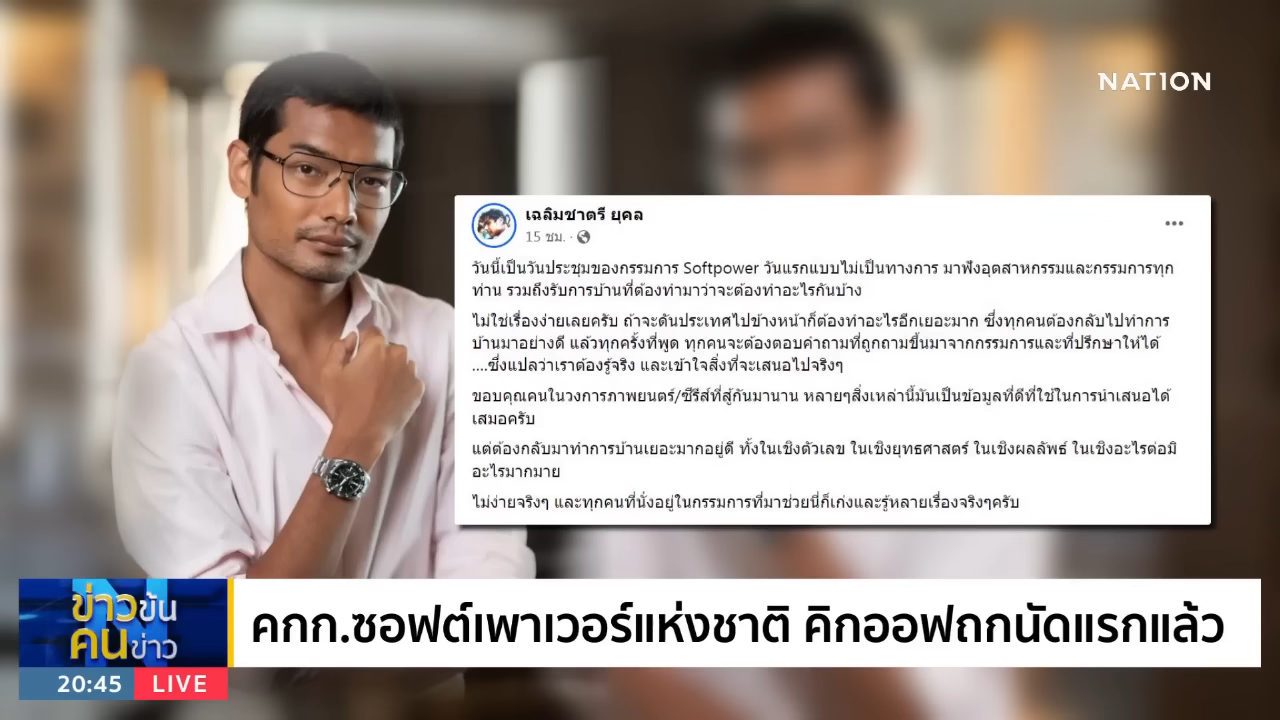 NATION
เฉลิมชาตรี ยุคล
15 ชม. ·
วันนี้เป็นวันประชุมของกรรมการ Softpower วันแรกแบบไม่เป็นทางการ มาฟังอุตสาหกรรมและกรรมการทุก
ท่าน รวมถึงรับการบ้านที่ต้องทำมาว่าจะต้องทำอะไรกันบ้าง
ไม่ใช่เรื่องง่ายเลยครับ ถ้าจะดันประเทศไปข้างหน้าก็ต้องทำอะไรอีกเยอะมาก ซึ่งทุกคนต้องกลับไปทำการ
บ้านมาอย่างดี แล้วทุกครั้งที่พูด ทุกคนจะต้องตอบคำถามที่ถูกถามขึ้นมาจากกรรมการและที่ปรึกษาให้ได้
....ซึ่งแปลว่าเราต้องรู้จริง และเข้าใจสิ่งที่จะเสนอไปจริงๆ
ขอบคุณคนในวงการภาพยนตร์/ซีรีส์ที่สู้กันมานาน หลายๆสิ่งเหล่านี้มันเป็นข้อมูลที่ดีที่ใช้ในการนำเสนอได้
เสมอครับ
แต่ต้องกลับมาทำการบ้านเยอะมากอยู่ดี ทั้งในเชิงตัวเลข ในเชิงยุทธศาสตร์ ในเชิงผลลัพธ์ ในเชิงอะไรต่อมิ
อะไรมากมาย
ไม่ง่ายจริงๆ และทุกคนที่นั่งอยู่ในกรรมการที่มาช่วยนี่ก็เก่งและรู้หลายเรื่องจริงๆครับ
ข่าวข้น
คนข่าว
คกก.ซอฟต์เพาเวอร์แห่งชาติ คิกออฟถกนัดแรกแล้ว
20:45 LIVE